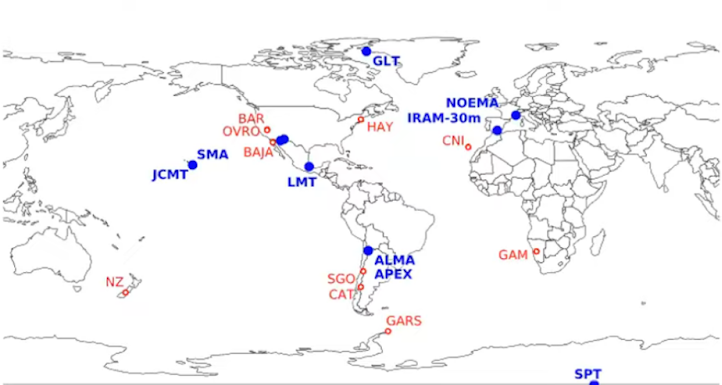 GLT
NOEMA
IRAM-30m
BAR
OVRO
HAY
CNI
BAJA
SMA
JCMT
LMT
ALMA
APEX
GAM
SGO
CAT
NZ
GARS
SPT